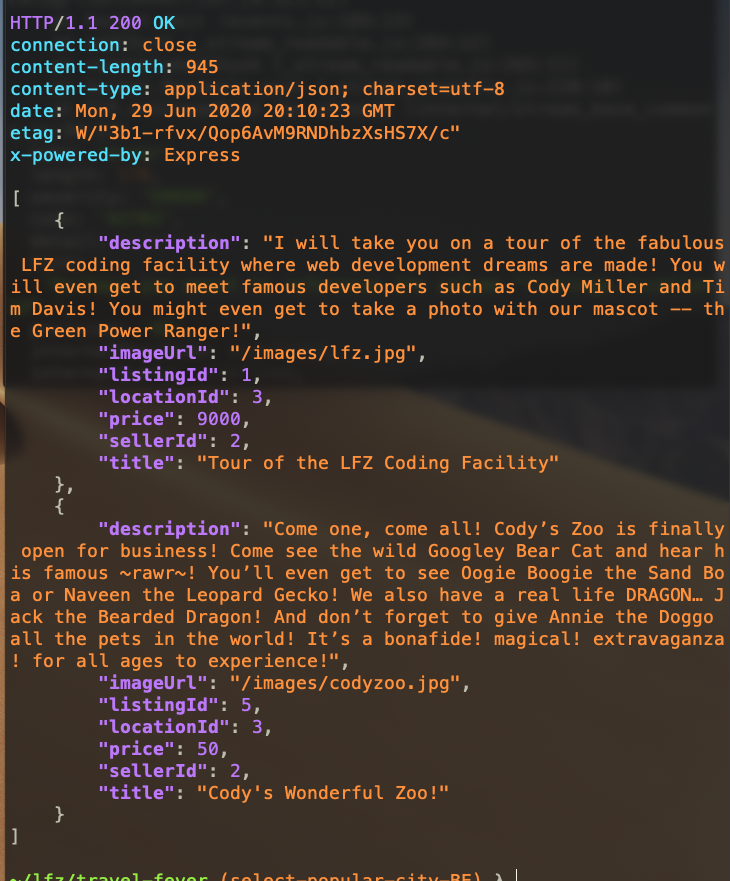 HTTP/1.1 200 OK
connection: close
content-length: 945
content-type: application/json; charset=utf-8
date: Mon, 29 Jun 2020 20:10:23 GMT
etag: W/"3b1-rfvx/Qop6AvM9RNDhbzXsHS7X/c"
x-powered-by: Express
[
    {
        "description": "I will take you on a tour of the fabulous
 LFZ coding facility where web development dreams are made! You w
ill even get to meet famous developers such as Cody Miller and Ti
m Davis! You might even get to take a photo with our mascot -- th
e Green Power Ranger!",
        "imageUrl": "/images/lfz.jpg",
        "listingId": 1,
        "locationId": 3,
        "price": 9000,
        "sellerId": 2,
        "title": "Tour of the LFZ Coding Facility"
    },
    {
        "description": "Come one, come all! Cody’s Zoo is finally
 open for business! Come see the wild Googley Bear Cat and hear h
is famous ~rawr~! You’ll even get to see Oogie Boogie the Sand Bo
a or Naveen the Leopard Gecko! We also have a real life DRAGON… J
ack the Bearded Dragon! And don’t forget to give Annie the Doggo
all the pets in the world! It’s a bonafide! magical! extravaganza
! for all ages to experience!",
        "imageUrl": "/images/codyzoo.jpg",
        "listingId": 5,
        "locationId": 3,
        "price": 50,
        "sellerId": 2,
        "title": "Cody's Wonderful Zoo!"
    }
]
~/lfz/travel-fever (select-popular-city-BE) }